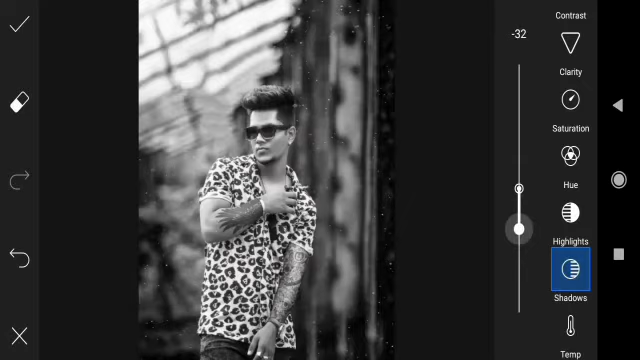 -32
Contrast
Clarity
Saturation
Hue
Highlights
Shadows
Temp